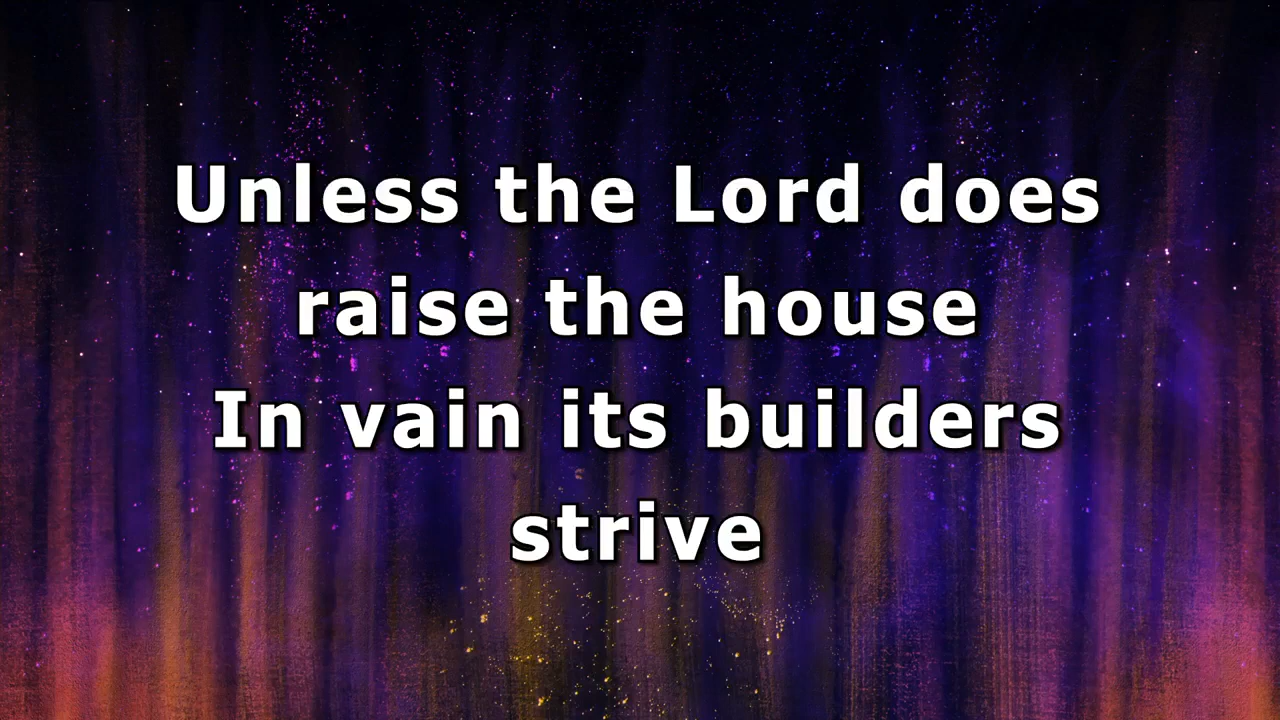 Unless the Lord does
raise the house
In vain its builders
strive